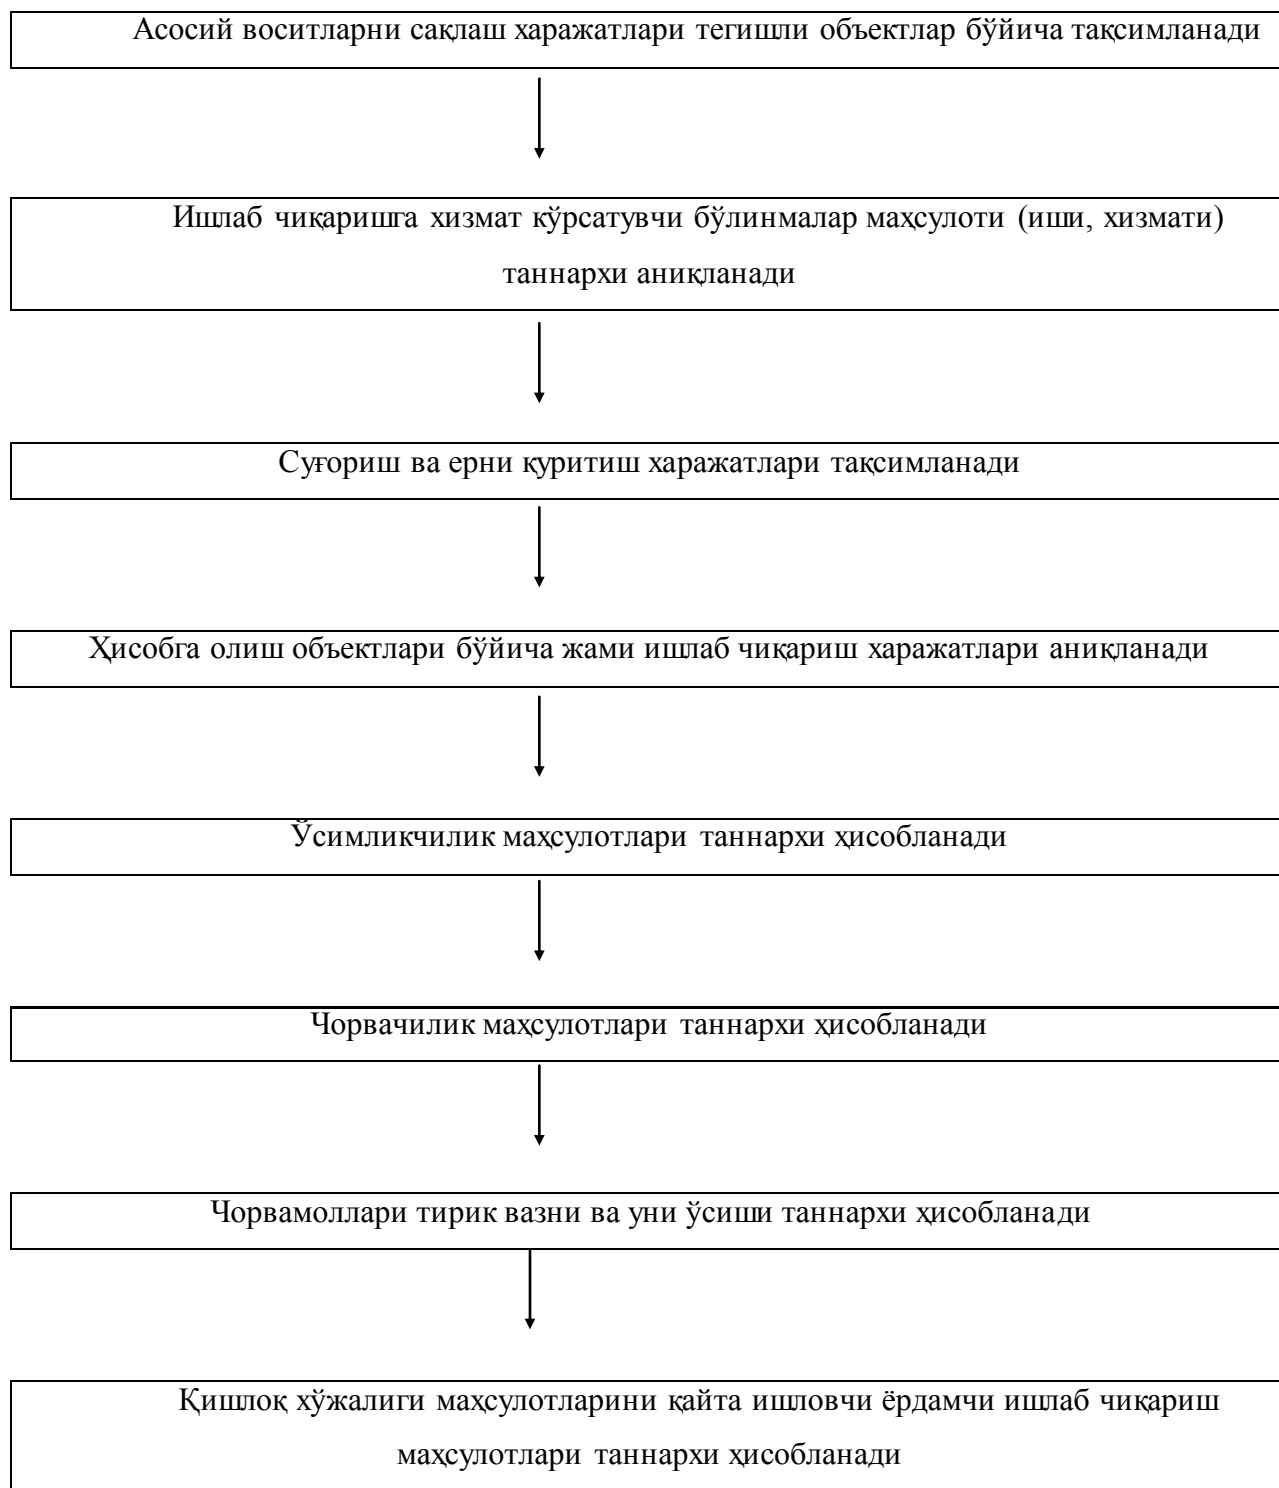 Асосий воситларни сақлаш харажатлари тегишли объектлар бўйича тақсимланади
Ишлаб чиқаришга хизмат кўрсатувчи бўлинмалар маҳсулоти (иши, хизмати)
таннархи аниқланади
Суғориш ва ерни қуритиш харажатлари тақсимланади
Ҳисобга олиш объектлари бўйича жами ишлаб чиқариш харажатлари аниқланади
Ўсимликчилик маҳсулотлари таннархи ҳисобланади
Чорвачилик маҳсулотлари таннархи ҳисобланади
Чорвамоллари тирик вазни ва уни ўсиши таннархи ҳисобланади
Қишлоқ хўжалиги маҳсулотларини қайта ишловчи ёрдамчи ишлаб чиқариш
маҳсулотлари таннархи ҳисобланади